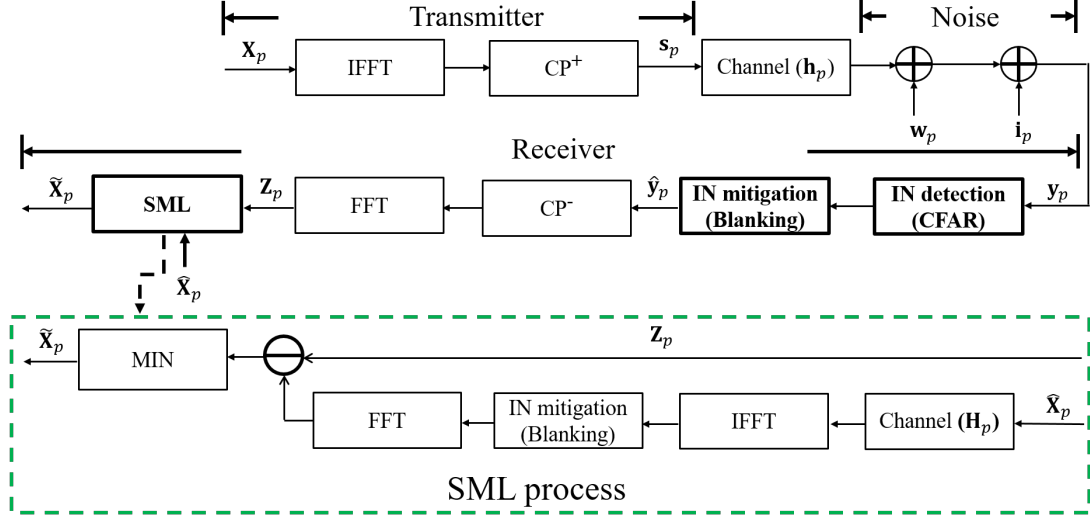 Transmitter
Noise
𝐗_p
IFFT
CP⁺
𝐬_p
Channel (𝐡_p)
𝐰_p
𝐢_p
Receiver
𝐗̃_p
SML
𝐙_p
FFT
CP⁻
ŷ_p
IN mitigation
(Blanking)
IN detection
(CFAR)
𝐲_p
𝐗̂_p
𝐗̃_p
MIN
𝐙_p
FFT
IN mitigation
(Blanking)
IFFT
Channel (𝐇_p)
𝐗̂_p
SML process